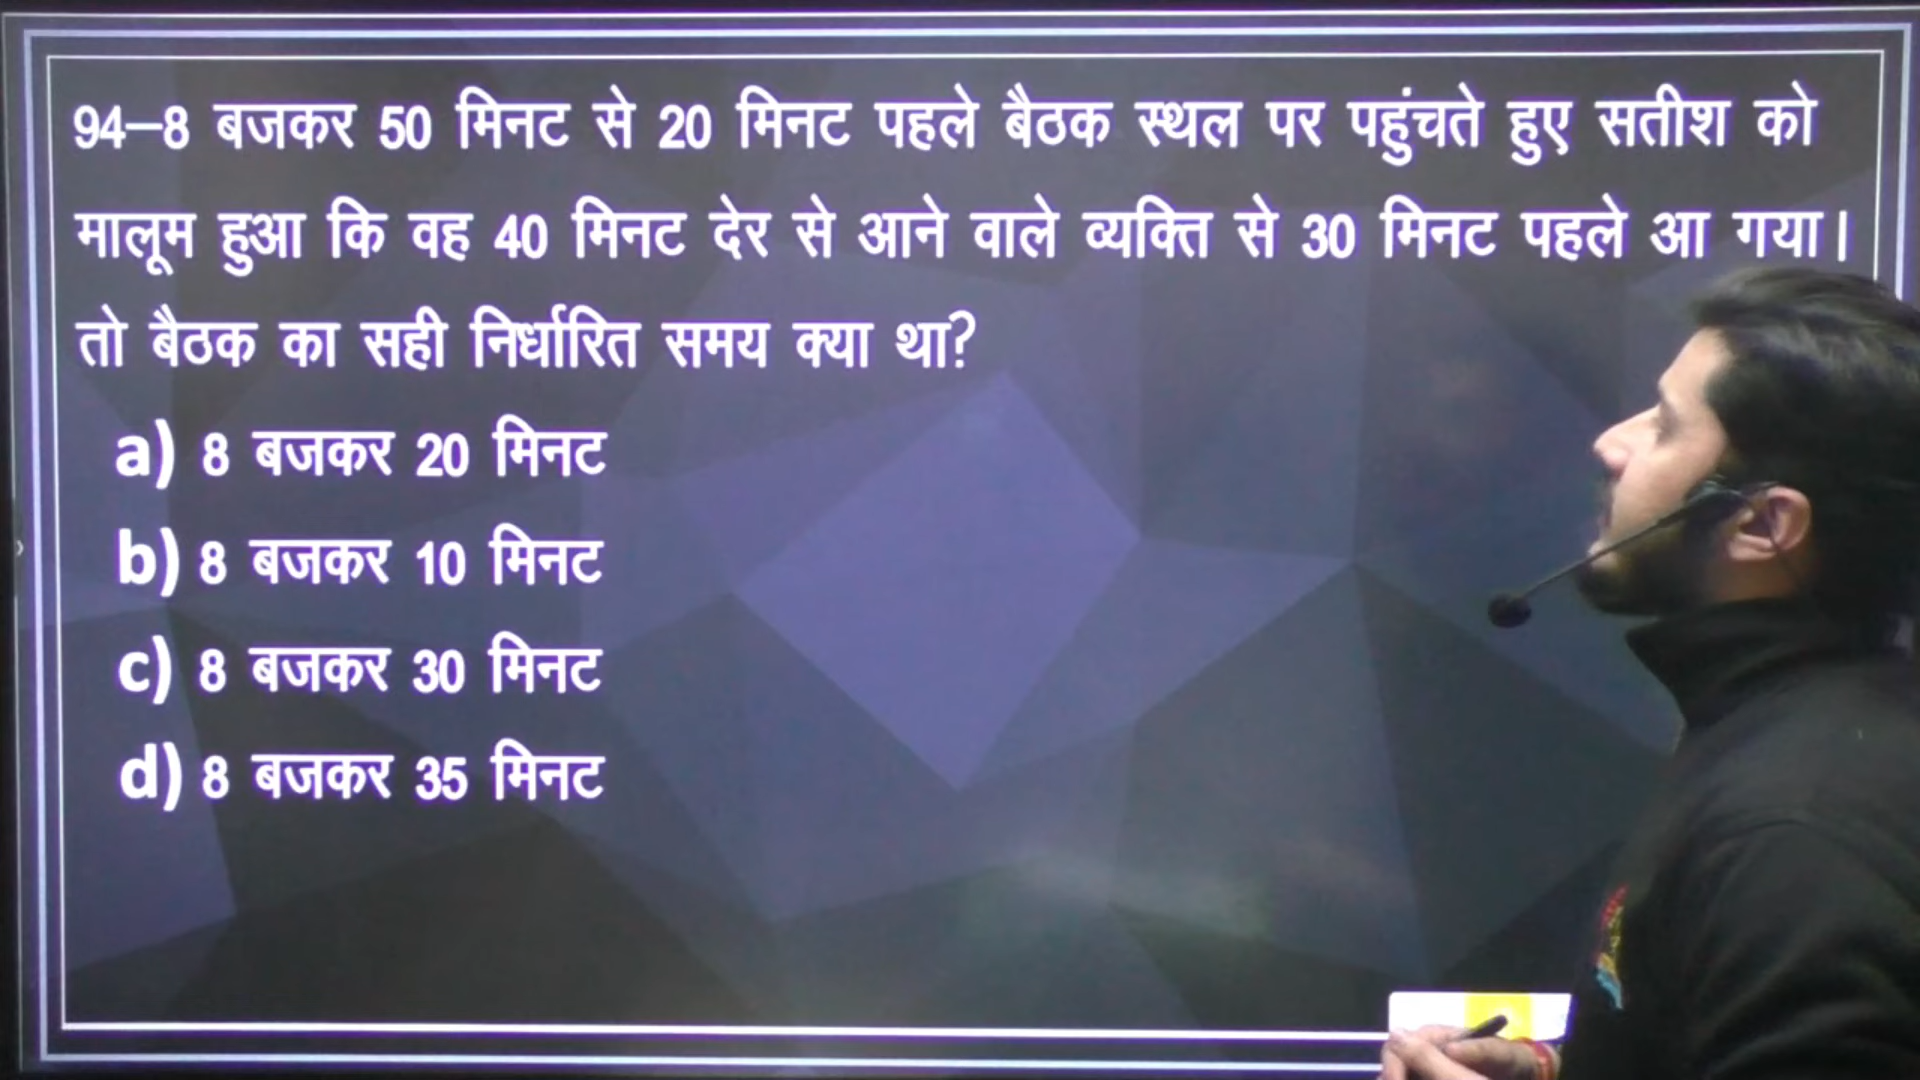 94–8 बजकर 50 मिनट से 20 मिनट पहले बैठक स्थल पर पहुंचते हुए सतीश को
मालूम हुआ कि वह 40 मिनट देर से आने वाले व्यक्ति से 30 मिनट पहले आ गया।
तो बैठक का सही निर्धारित समय क्या था?
a) 8 बजकर 20 मिनट
b) 8 बजकर 10 मिनट
c) 8 बजकर 30 मिनट
d) 8 बजकर 35 मिनट